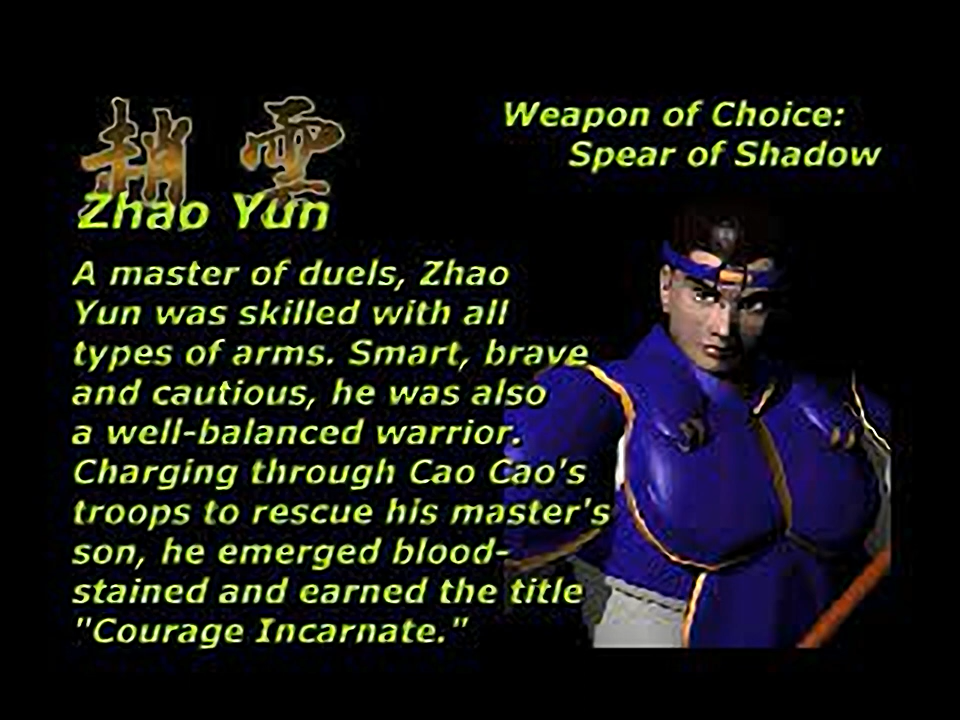 趙雲
Weapon of Choice:
Spear of Shadow
Zhao Yun
A master of duels, Zhao
Yun was skilled with all
types of arms. Smart, brave
and cautious, he was also
a well-balanced warrior.
Charging through Cao Cao's
troops to rescue his master's
son, he emerged blood-
stained and earned the title
"Courage Incarnate."